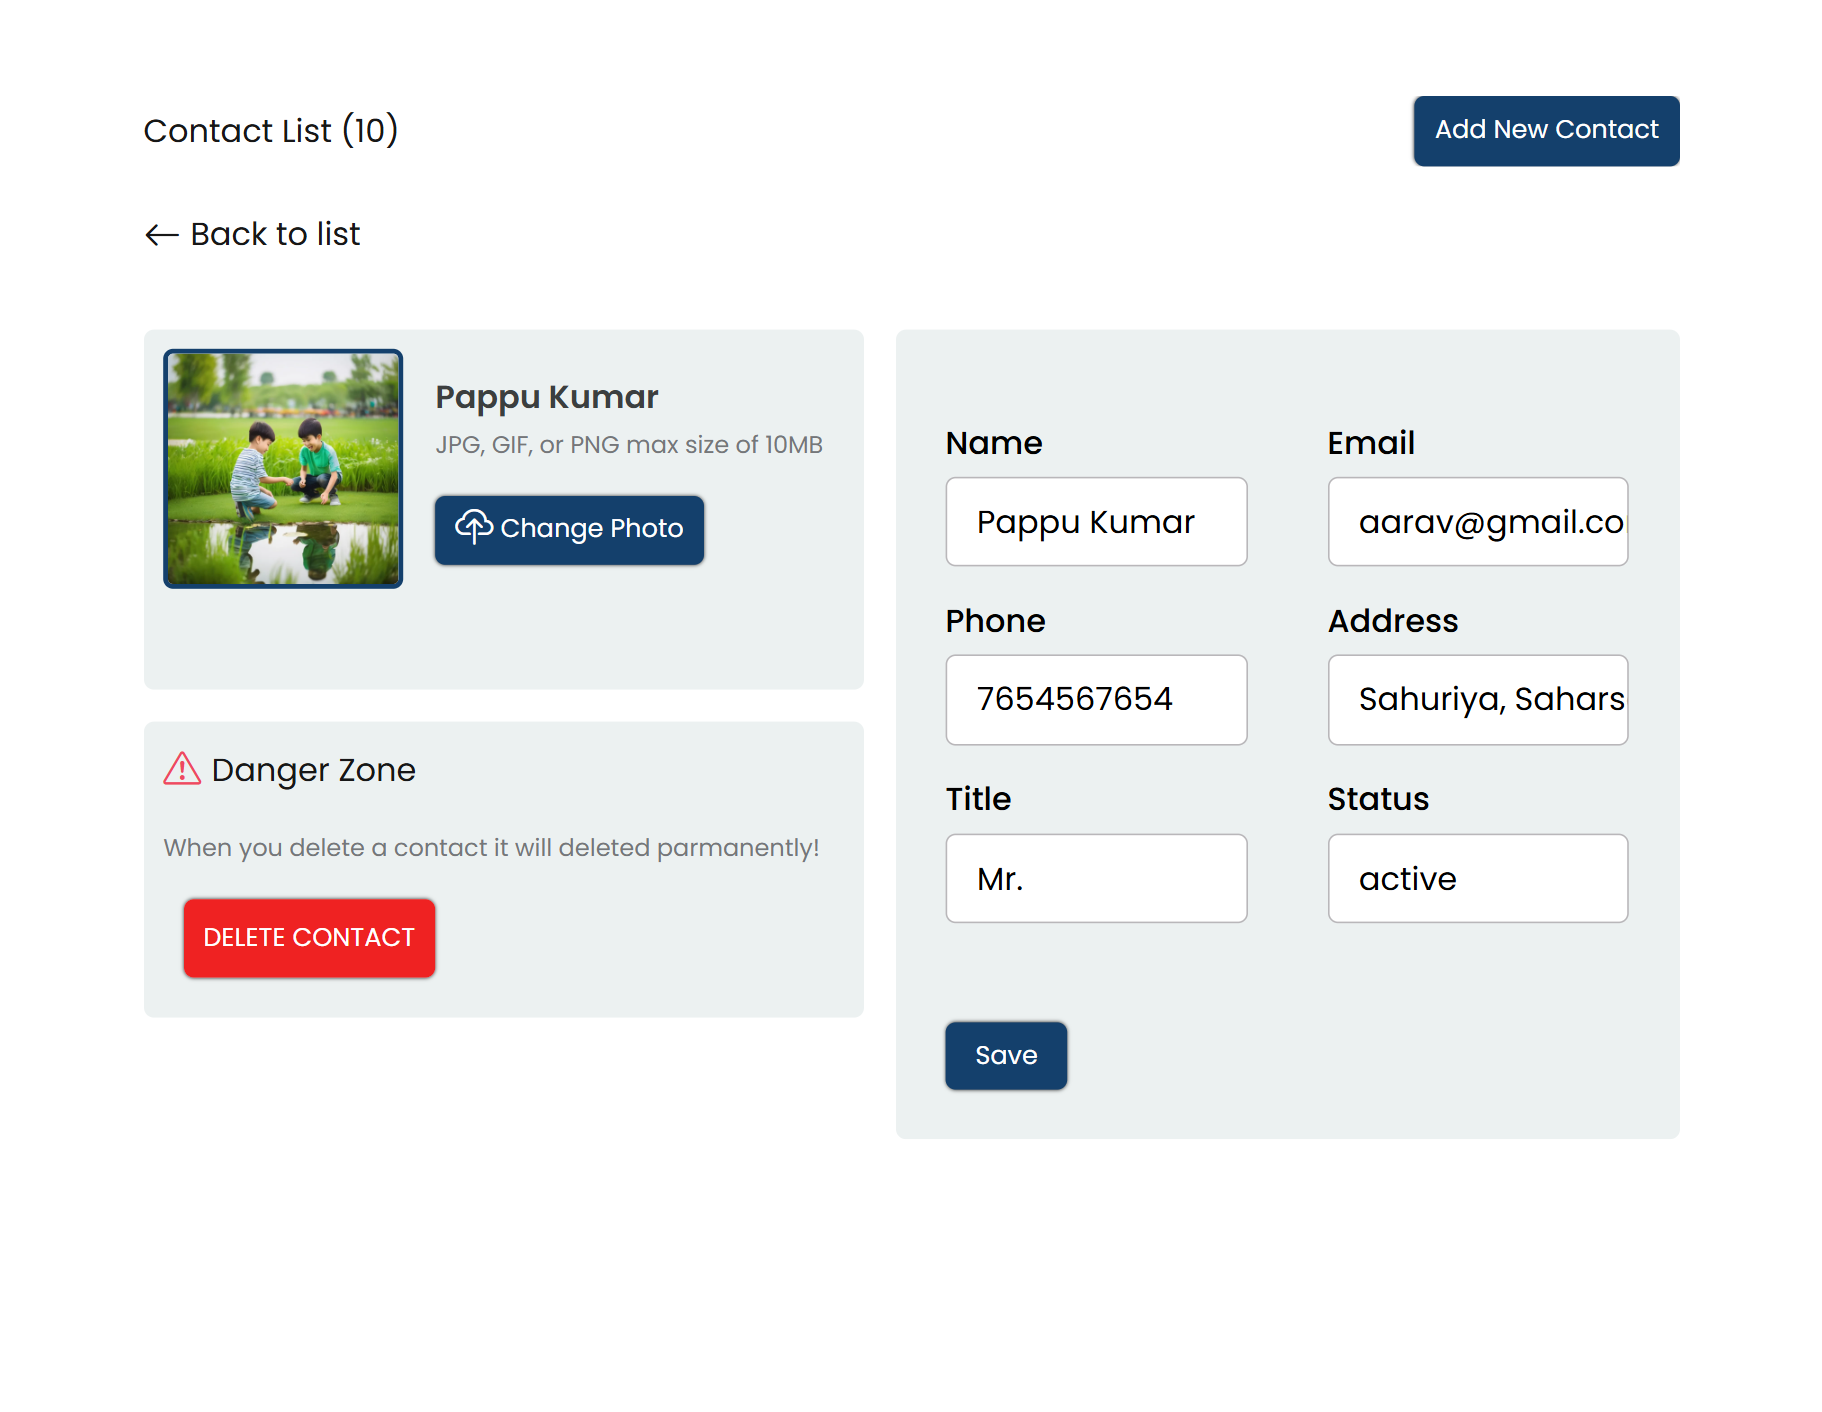 Contact List (10)
Add New Contact
Back to list
Pappu Kumar
JPG, GIF, or PNG max size of 10MB
Change Photo
Danger Zone
When you delete a contact it will deleted parmanently!
DELETE CONTACT
Name
Pappu Kumar
Email
aarav@gmail.co
Phone
7654567654
Address
Sahuriya, Sahars
Title
Mr.
Status
active
Save